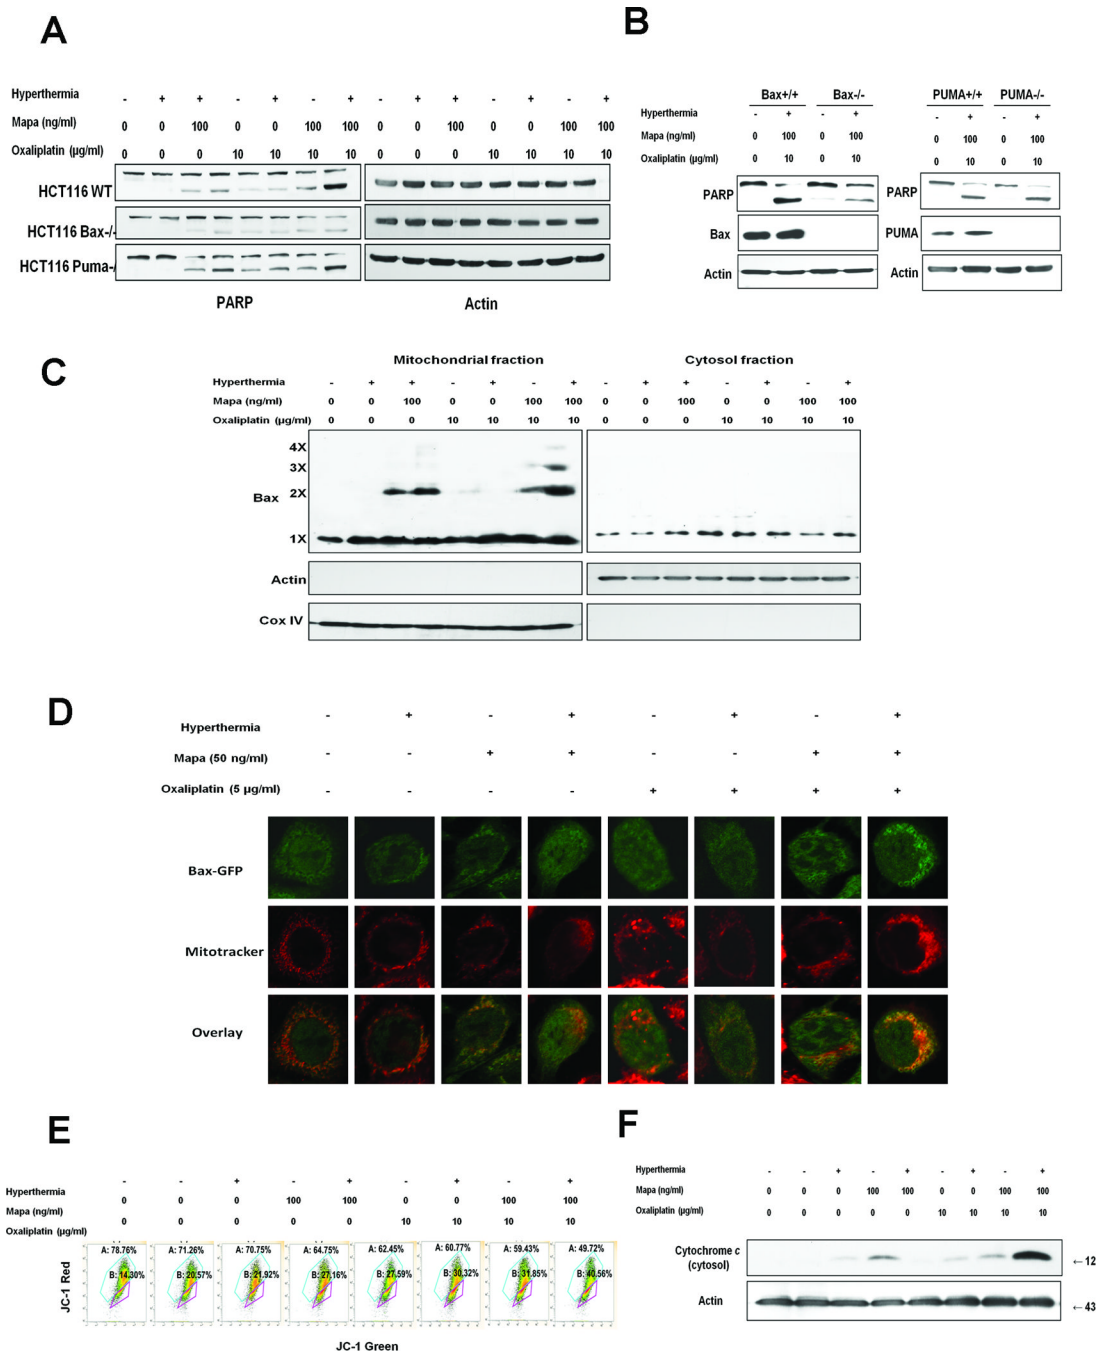 A
Hyperthermia - + + - + - +
Mapa (ng/ml) 0 0 100 0 0 100 100
Oxaliplatin (µg/ml) 0 0 0 10 10 10 10
HCT116 WT
HCT116 Bax-/-
HCT116 Puma-/
PARP
Actin
- + + - + +
0 0 100 0 0 100 100
0 0 0 10 10 10 10
B
Bax+/+ Bax-/-
Hyperthermia - + - +
Mapa (ng/ml) 0 100 0 100
Oxaliplatin (µg/ml) 0 10 0 10
PARP
Bax
Actin
PUMA+/+ PUMA-/-
- + - +
0 100 0 100
0 10 0 10
PARP
PUMA
Actin
C
Mitochondrial fraction
Cytosol fraction
Hyperthermia - + + - + - + - + + - + - +
Mapa (ng/ml) 0 0 100 0 0 100 100 0 0 100 0 0 100 100
Oxaliplatin (µg/ml) 0 0 0 10 10 10 10 0 0 0 10 10 10 10
4X
3X
Bax 2X
1X
Actin
Cox IV
D
Hyperthermia - + - + - + - +
Mapa (50 ng/ml) - - + + - - + +
Oxaliplatin (5 µg/ml) - - - - + + + +
Bax-GFP
Mitotracker
Overlay
E
Hyperthermia - - + - + - + - +
Mapa (ng/ml) 0 0 0 100 100 0 0 100 100
Oxaliplatin (µg/ml) 0 0 0 0 0 10 10 10 10
A: 78.76% A: 71.26% A: 70.75% A: 64.75% A: 62.45% A: 60.77% A: 59.43% A: 49.72%
B: 14.30% B: 20.57% B: 21.92% B: 27.16% B: 27.59% B: 30.32% B: 31.85% B: 40.56%
JC-1 Red
JC-1 Green
F
Hyperthermia - - + - + - + - +
Mapa (ng/ml) 0 0 0 100 100 0 0 100 100
Oxaliplatin (µg/ml) 0 0 0 0 0 10 10 10 10
Cytochrome c
(cytosol)
←12
Actin
←43